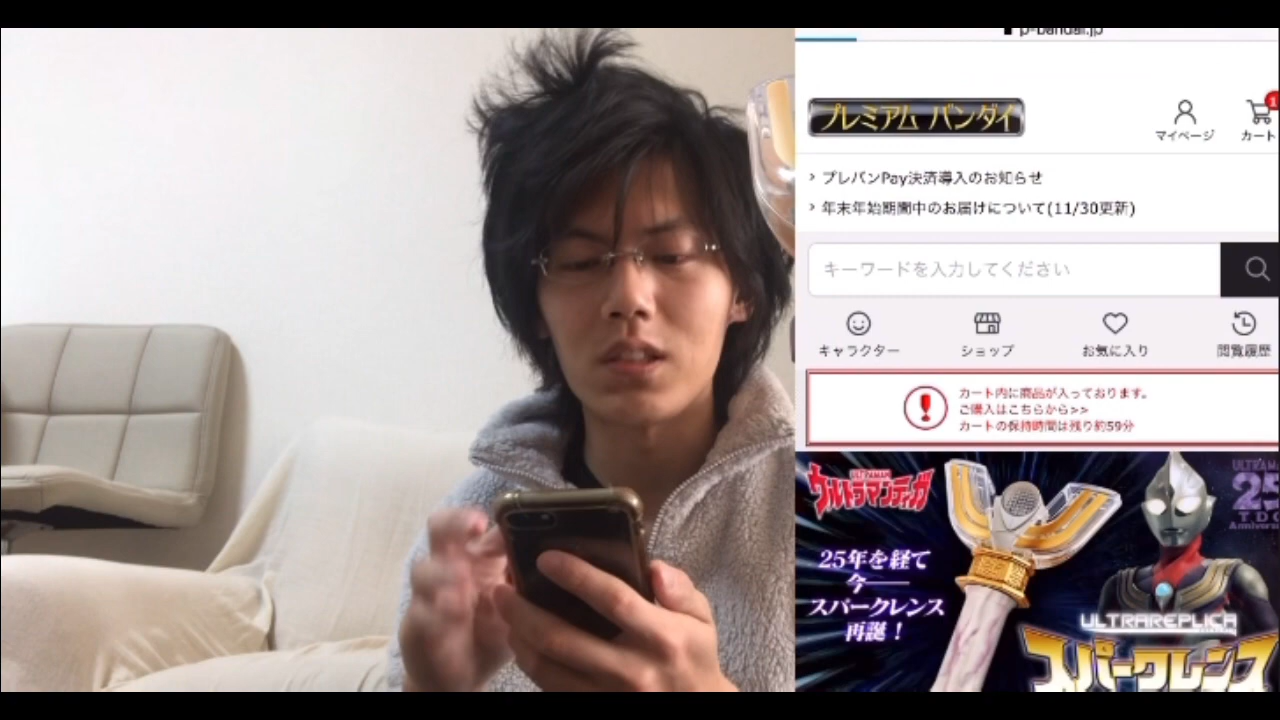 p-bandai.jp
プレミアム バンダイ
1
マイページ
カート
プレバンPay決済導入のお知らせ
年末年始期間中のお届けについて(11/30更新)
キーワードを入力してください
キャラクター
ショップ
お気に入り
閲覧履歴
カート内に商品が入っております。
ご購入はこちらから>>
カートの保持時間は残り約59分
ULTRAMAN
ウルトラマンティガ
ULTRAMA
25
TDG
Annivers
25年を経て
今――
スパークレンス
再誕！
ULTRAREPLICA
スパークレンス